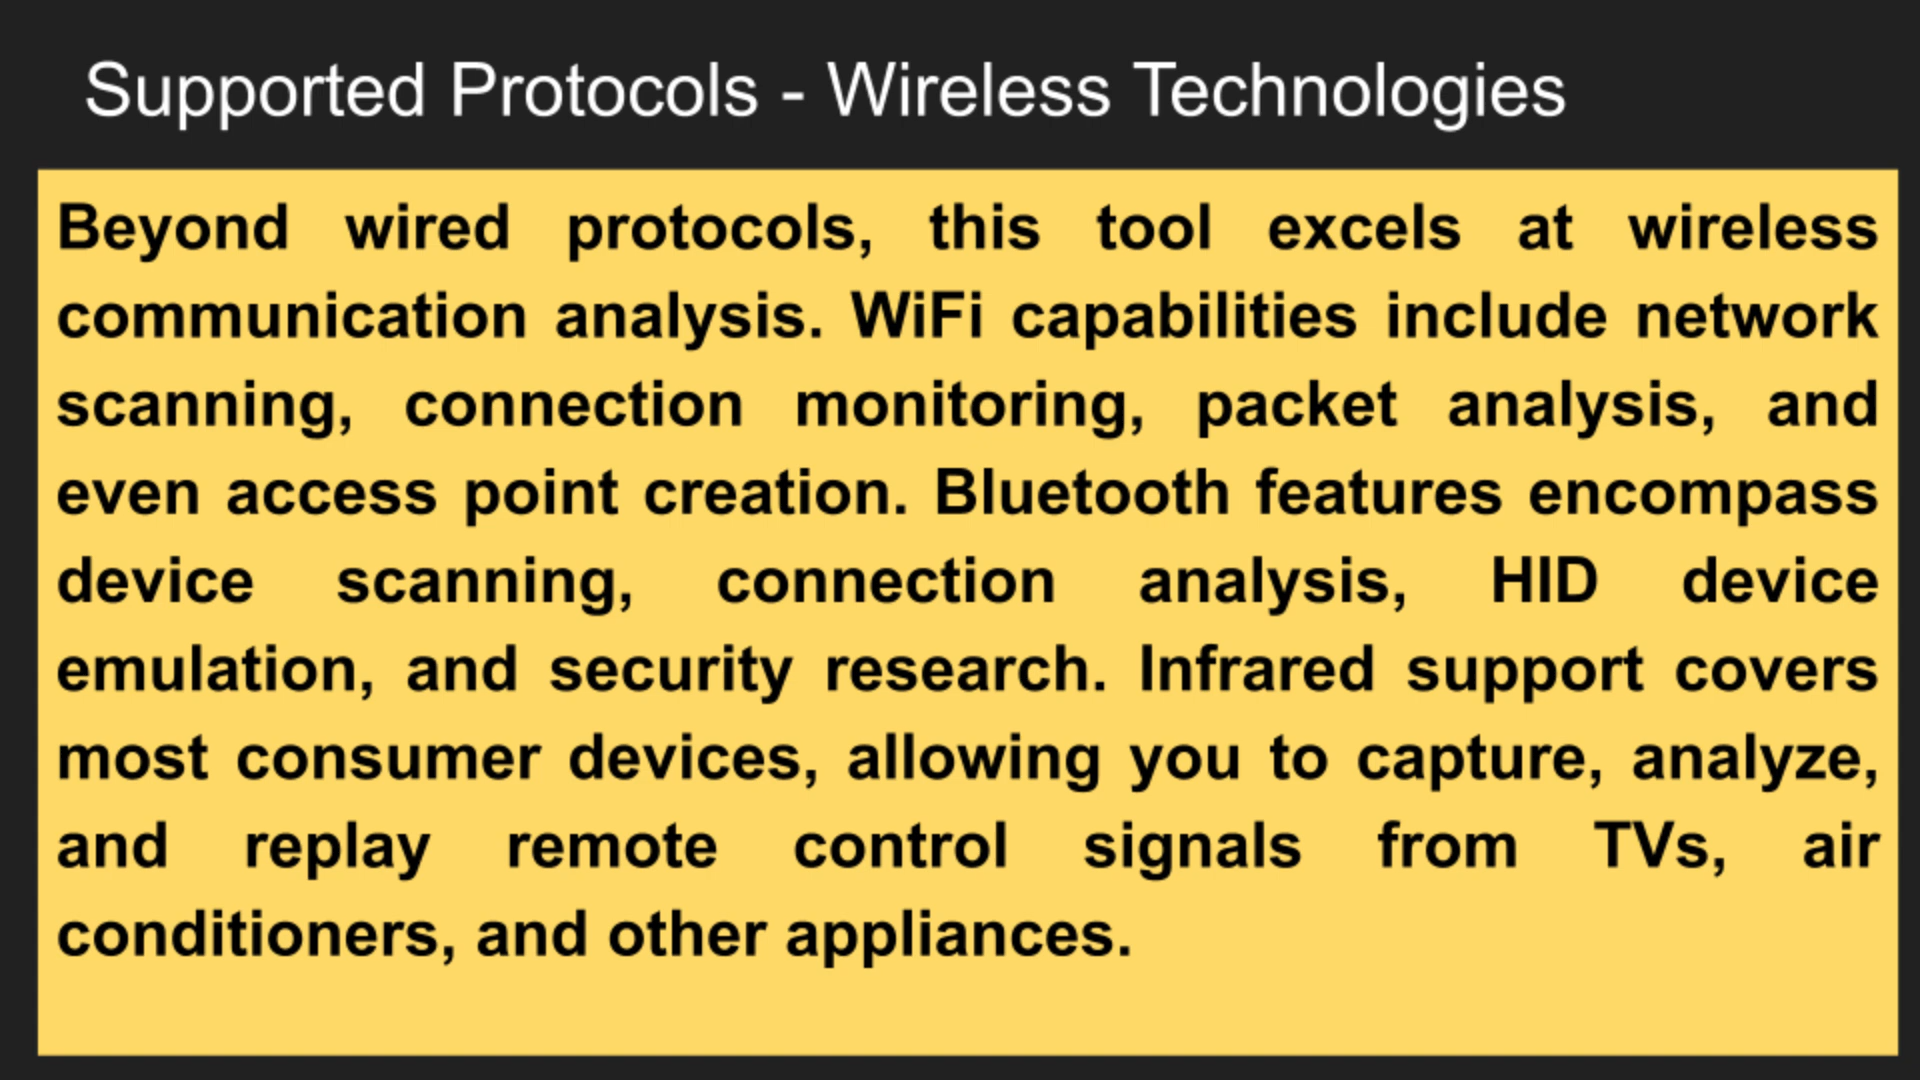 Supported Protocols - Wireless Technologies
Beyond wired protocols, this tool excels at wireless
communication analysis. WiFi capabilities include network
scanning, connection monitoring, packet analysis, and
even access point creation. Bluetooth features encompass
device scanning, connection analysis, HID device
emulation, and security research. Infrared support covers
most consumer devices, allowing you to capture, analyze,
and replay remote control signals from TVs, air
conditioners, and other appliances.